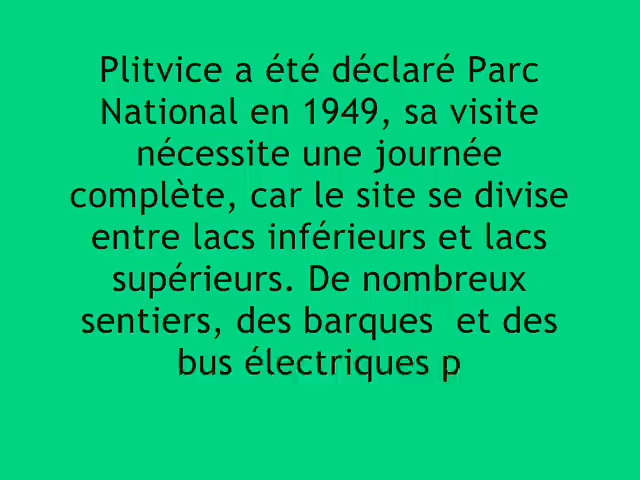 Plitvice a été déclaré Parc
National en 1949, sa visite
nécessite une journée
complète, car le site se divise
entre lacs inférieurs et lacs
supérieurs. De nombreux
sentiers, des barques  et des
bus électriques p